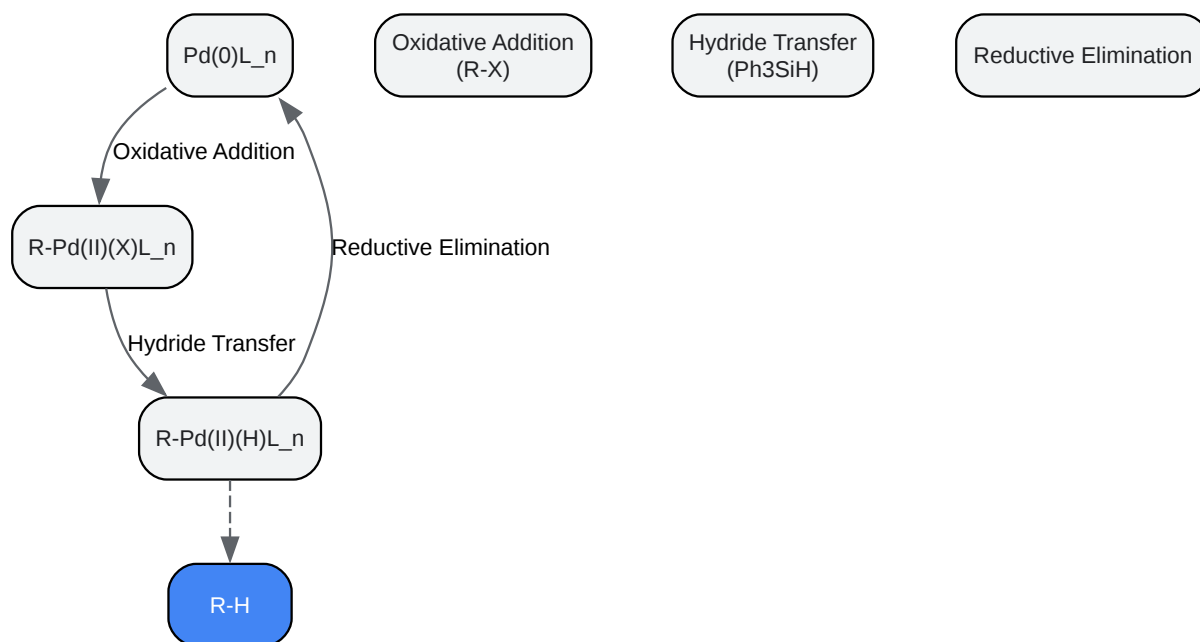 Pd(0)L_n
Oxidative Addition
(R-X)
Hydride Transfer
(Ph3SiH)
Reductive Elimination
Oxidative Addition
R-Pd(II)(X)L_n
Reductive Elimination
Hydride Transfer
R-Pd(II)(H)L_n
R-H